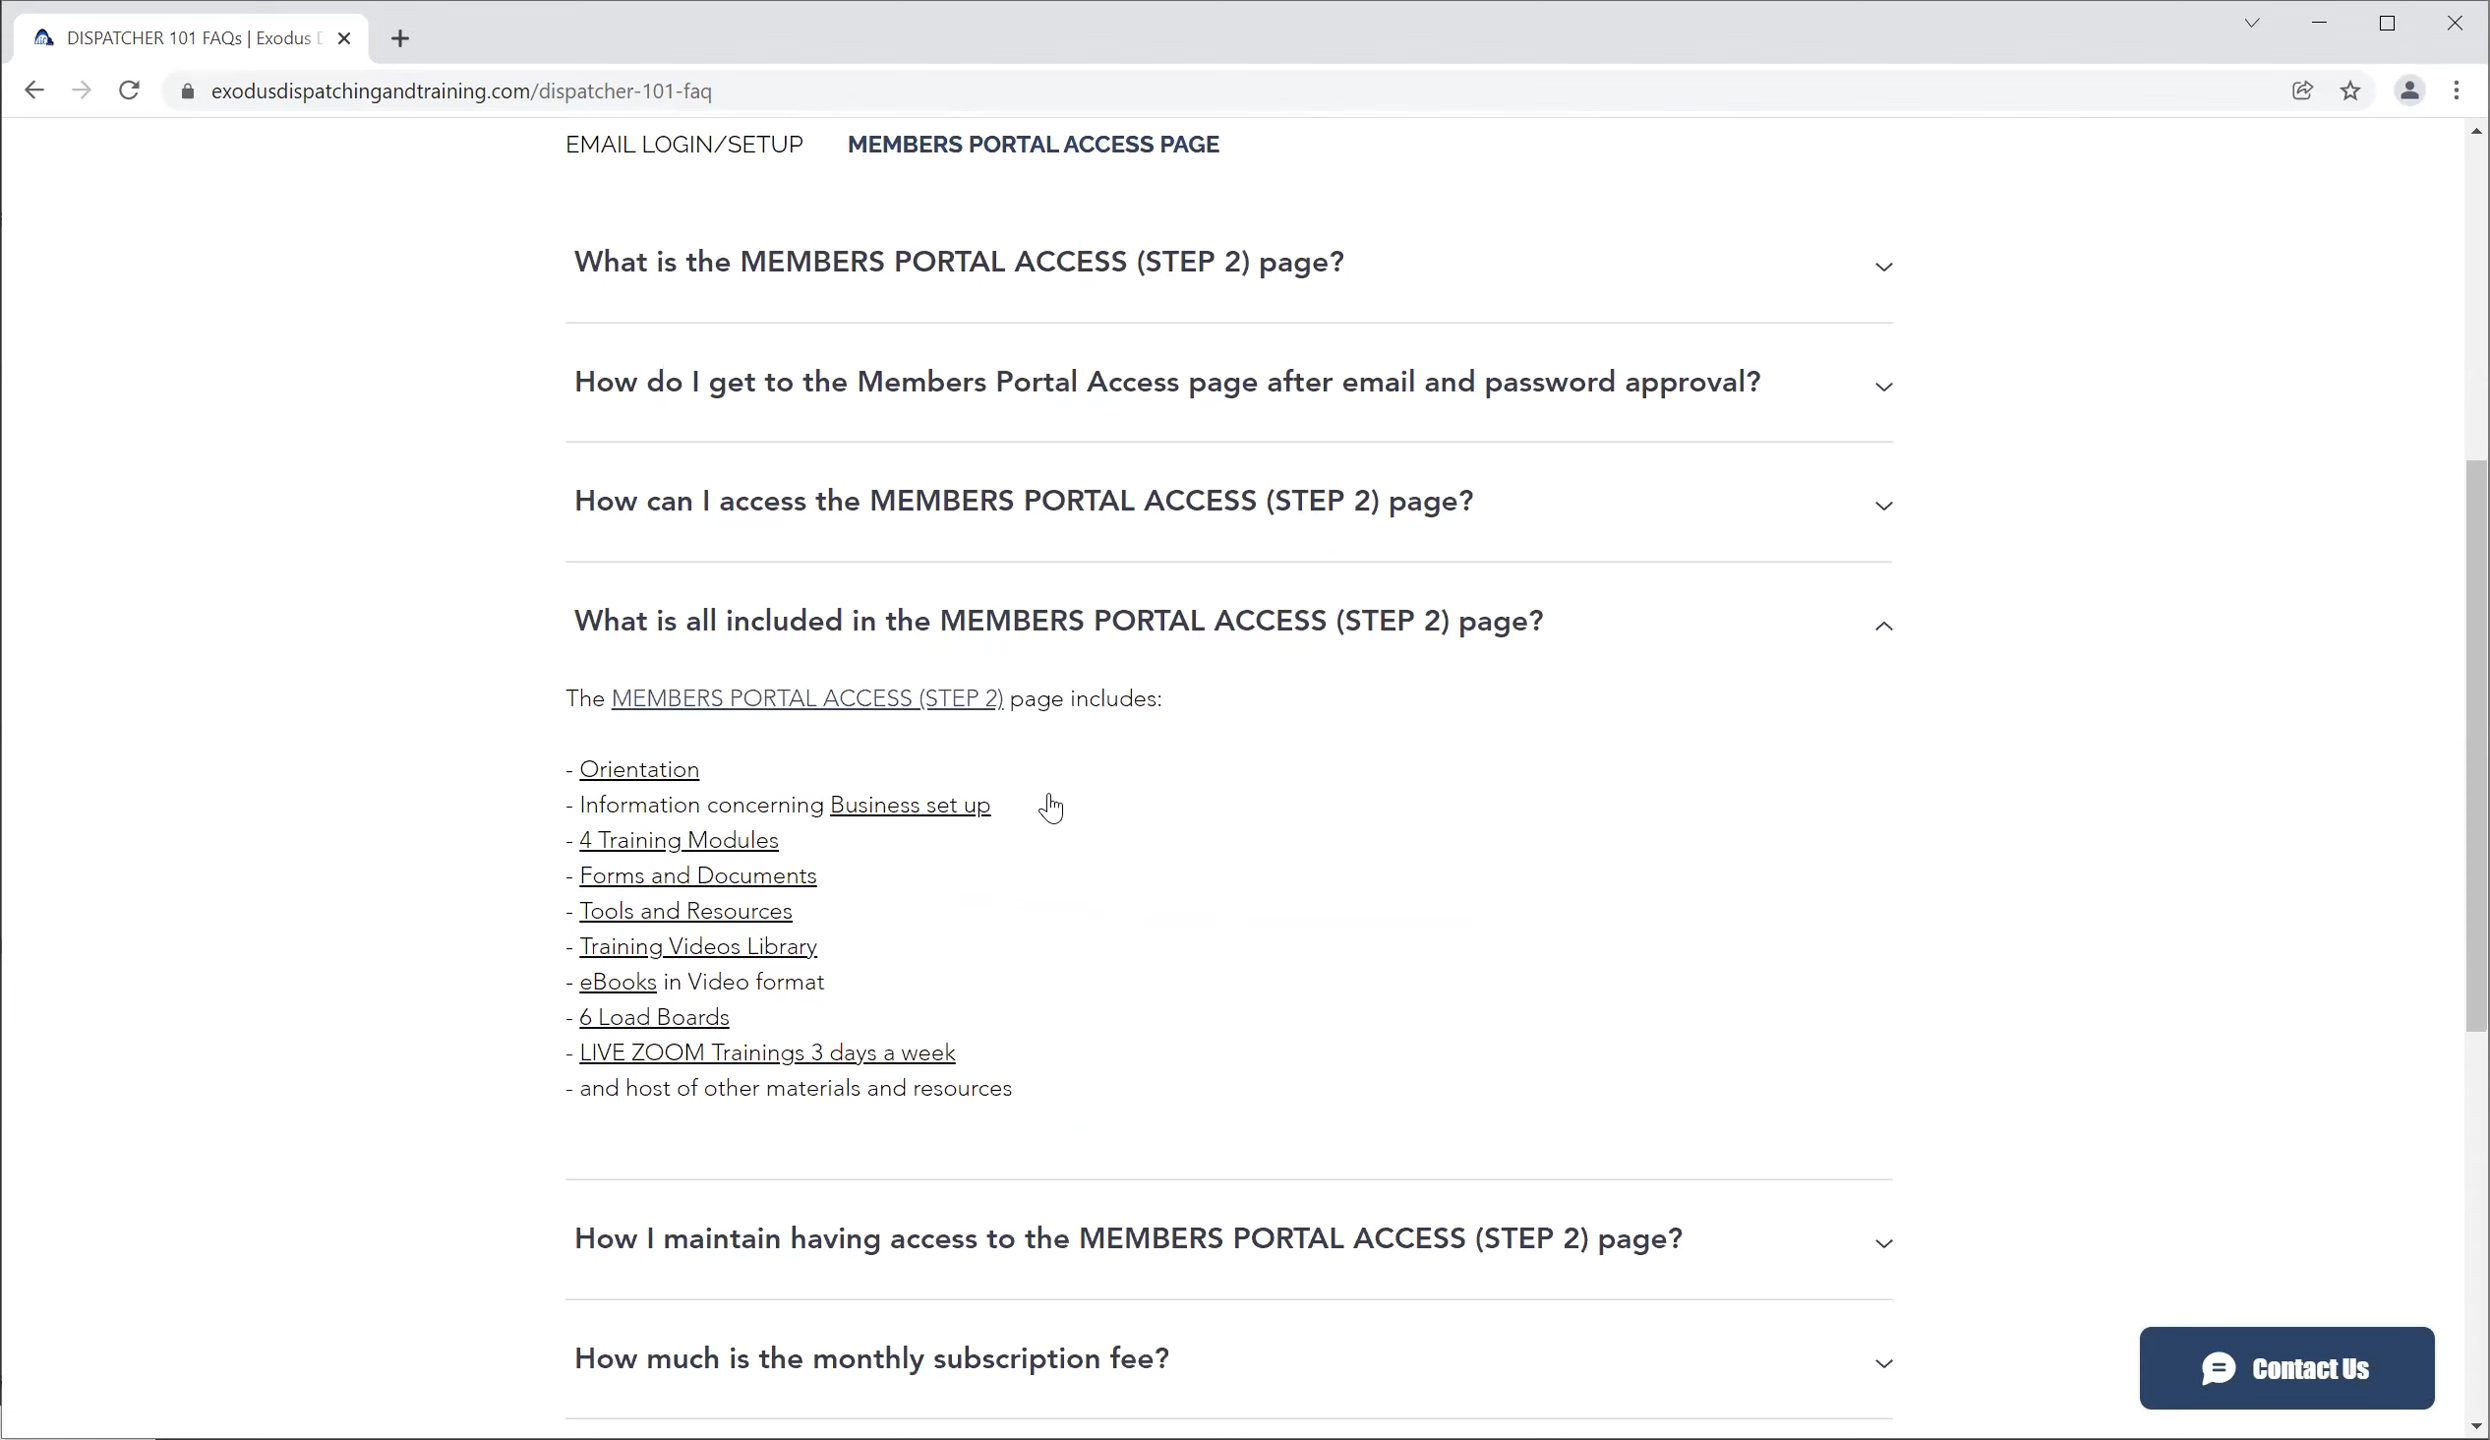 DISPATCHER 101 FAQs | Exodus D
exodusdispatchingandtraining.com/dispatcher-101-faq
EMAIL LOGIN/SETUP MEMBERS PORTAL ACCESS PAGE
What is the MEMBERS PORTAL ACCESS (STEP 2) page?
How do I get to the Members Portal Access page after email and password approval?
How can I access the MEMBERS PORTAL ACCESS (STEP 2) page?
What is all included in the MEMBERS PORTAL ACCESS (STEP 2) page?
The MEMBERS PORTAL ACCESS (STEP 2) page includes:
- Orientation
- Information concerning Business set up
- 4 Training Modules
- Forms and Documents
- Tools and Resources
- Training Videos Library
- eBooks in Video format
- 6 Load Boards
- LIVE ZOOM Trainings 3 days a week
- and host of other materials and resources
How I maintain having access to the MEMBERS PORTAL ACCESS (STEP 2) page?
How much is the monthly subscription fee?
Contact Us